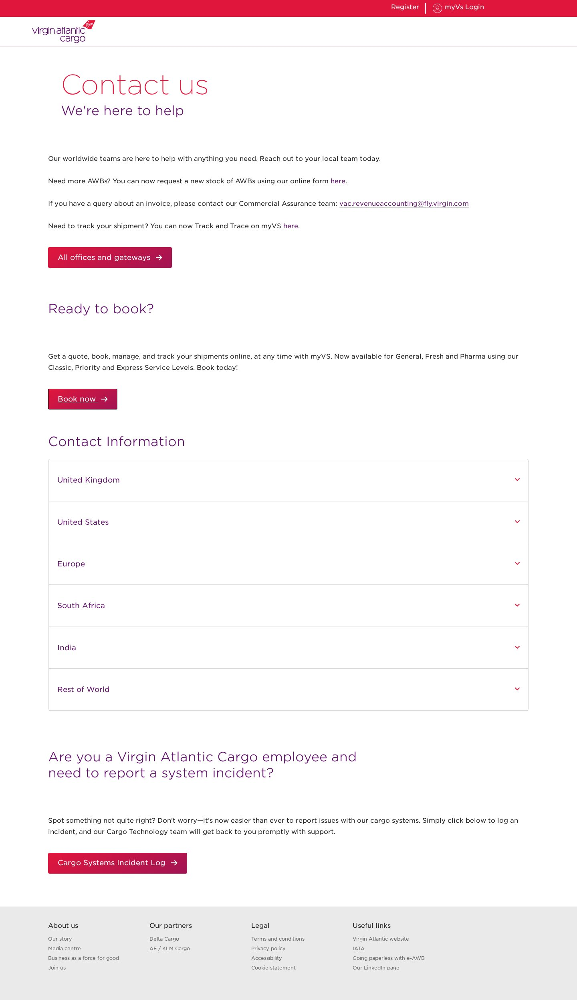 Register
myVs Login
virgin atlantic
Virgin
cargo
Contact us
We're here to help
Our worldwide teams are here to help with anything you need. Reach out to your local team today.
Need more AWBs? You can now request a new stock of AWBs using our online form here.
If you have a query about an invoice, please contact our Commercial Assurance team: vac.revenueaccounting@fly.virgin.com
Need to track your shipment? You can now Track and Trace on myVS here.
All offices and gateways
Ready to book?
Get a quote, book, manage, and track your shipments online, at any time with myVS. Now available for General, Fresh and Pharma using our
Classic, Priority and Express Service Levels. Book today!
Book now
Contact Information
United Kingdom
United States
Europe
South Africa
India
Rest of World
Are you a Virgin Atlantic Cargo employee and
need to report a system incident?
Spot something not quite right? Don’t worry—it’s now easier than ever to report issues with our cargo systems. Simply click below to log an
incident, and our Cargo Technology team will get back to you promptly with support.
Cargo Systems Incident Log
About us
Our story
Media centre
Business as a force for good
Join us
Our partners
Delta Cargo
AF / KLM Cargo
Legal
Terms and conditions
Privacy policy
Accessibility
Cookie statement
Useful links
Virgin Atlantic website
IATA
Going paperless with e-AWB
Our LinkedIn page